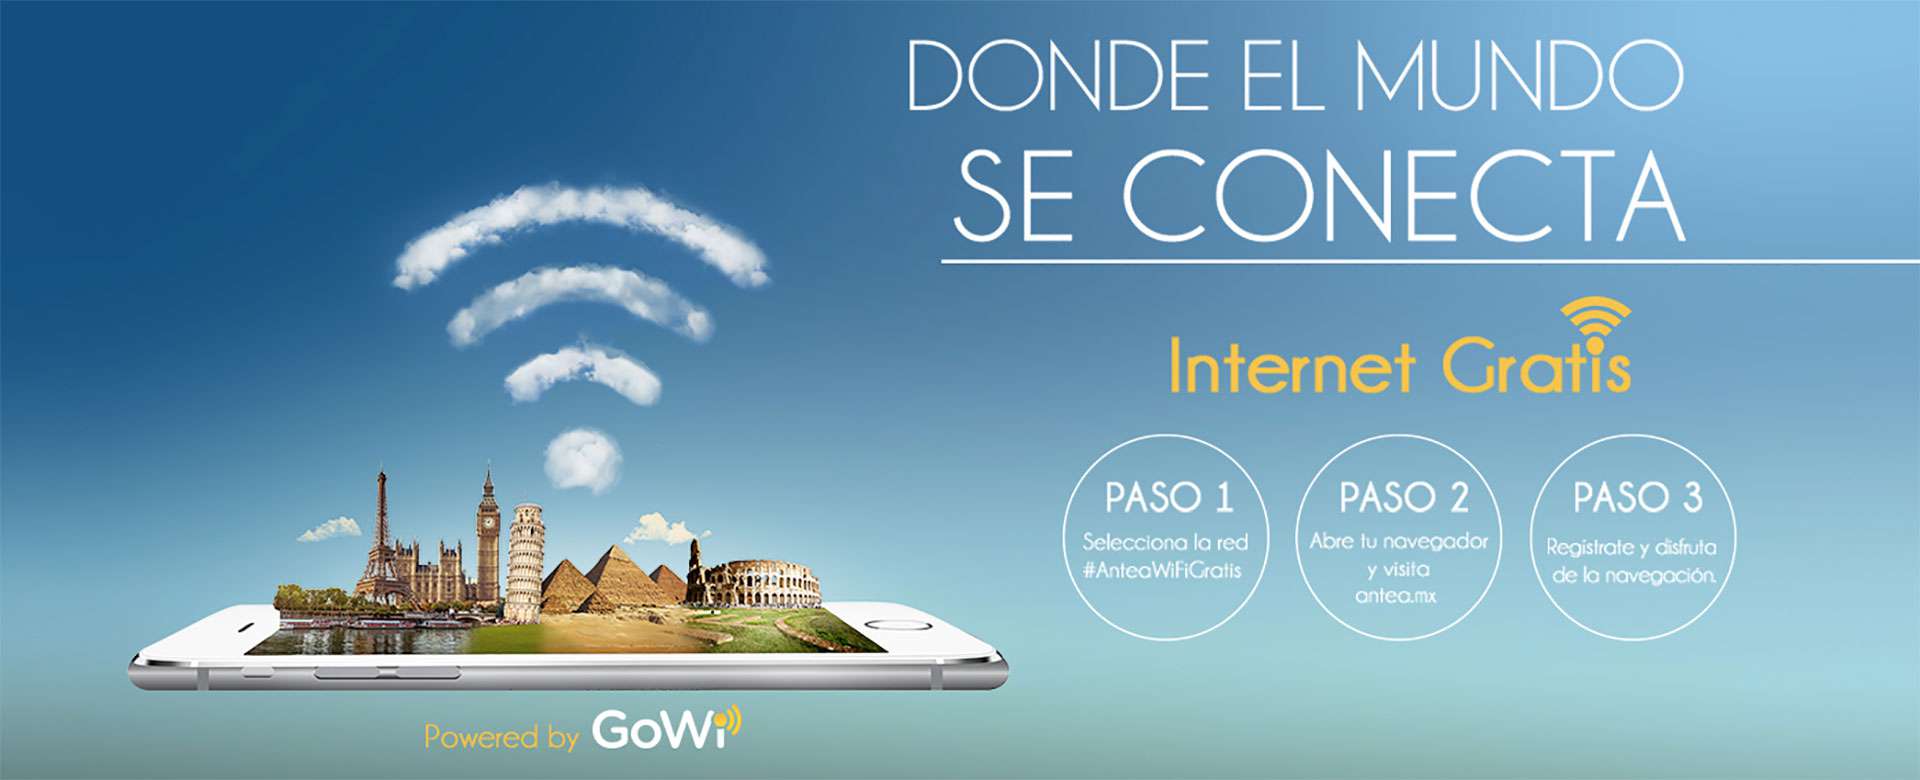 DONDE EL MUNDO
SE CONECTA
Internet Gratis
PASO 1
Selecciona la red
#AnteaWiFiGratis
PASO 2
Abre tu navegador
y visita
antea.mx
PASO 3
Regístrate y disfruta
de la navegación.
Powered by GoWi